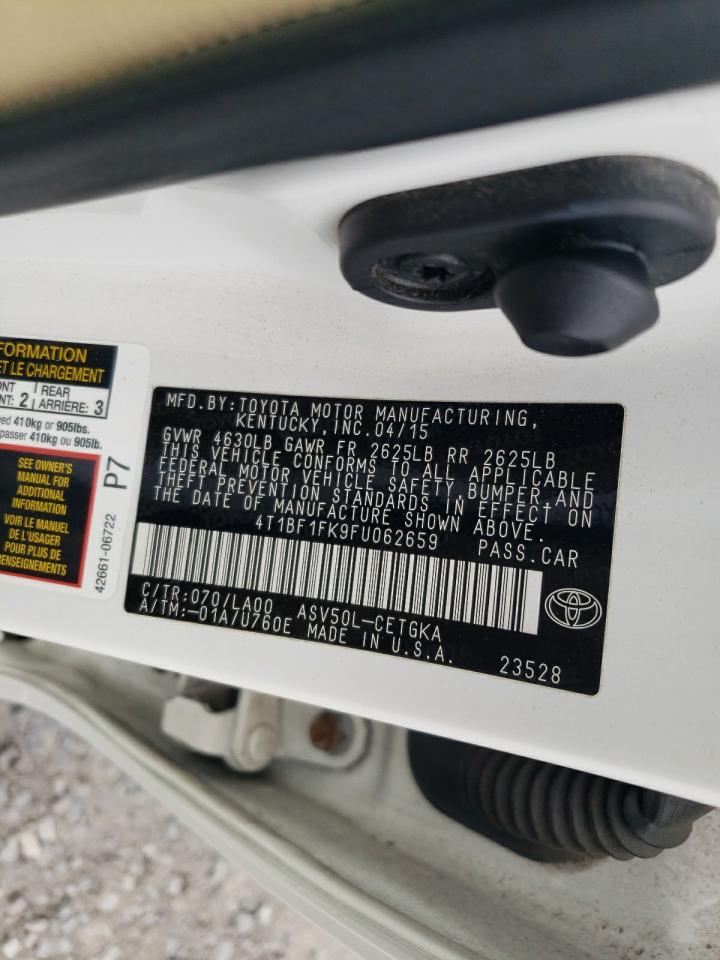 FORMATION
ET LE CHARGEMENT
NT: 2 REAR
ARRIÈRE: 3
410kg or 905lbs.
passer 410kg ou 905lb.
SEE OWNER'S
MANUAL FOR
ADDITIONAL
INFORMATION
VOIR LE MANUEL
DE L'USAGER
POUR PLUS DE
RENSEIGNEMENTS
42661-06722
P7
MFD.BY:TOYOTA MOTOR MANUFACTURING,
KENTUCKY,INC.04/15
GVWR 4630LB GAWR FR 2625LB RR 2625LB
THIS VEHICLE CONFORMS TO ALL APPLICABLE
FEDERAL MOTOR VEHICLE SAFETY,BUMPER,AND
THEFT PREVENTION STANDARDS IN EFFECT ON
THE DATE OF MANUFACTURE SHOWN ABOVE.
4T1BF1FK9FU062659 PASS.CAR
C/TR:070/LA00 ASV50L-CETGKA
A/TM:-01A/U760E MADE IN U.S.A. 23528